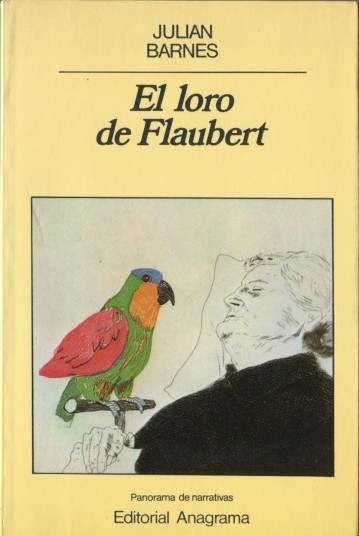 JULIAN
BARNES
El loro
de Flaubert
Panorama de narrativas
Editorial Anagrama